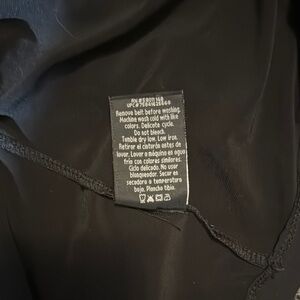 Remove belt before washing.
Machine wash cold with like
colors. Delicate cycle.
Do not bleach.
Tumble dry low. Low iron.
Retirar el cinturón antes de
lavar. Lavar a máquina en agua
fría con colores similares.
Ciclo delicado. No usar
blanqueador. Secar en
secadora a temperatura
baja. Plancha tibia.